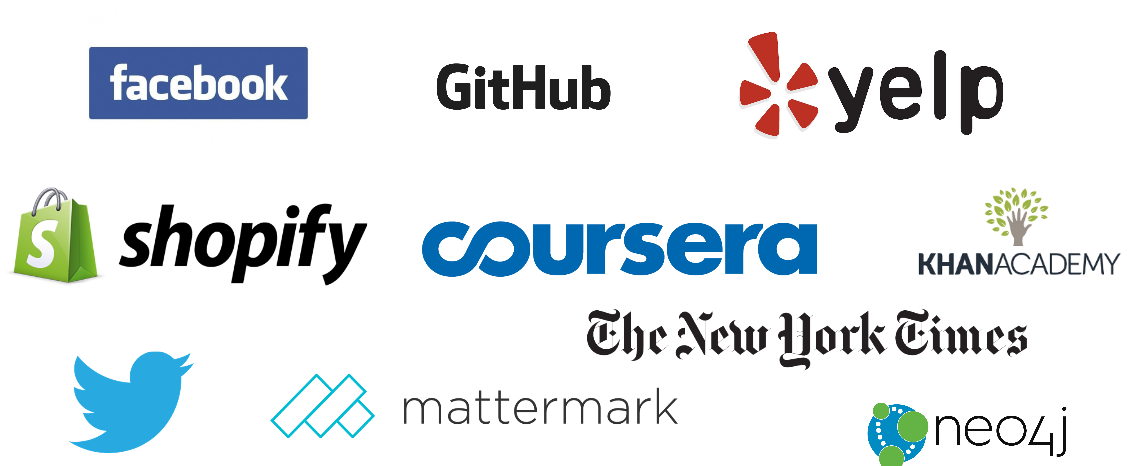 facebook
GitHub
yelp
S shopify
coursera
KHANACADEMY
The New York Times
mattermark
neo4j